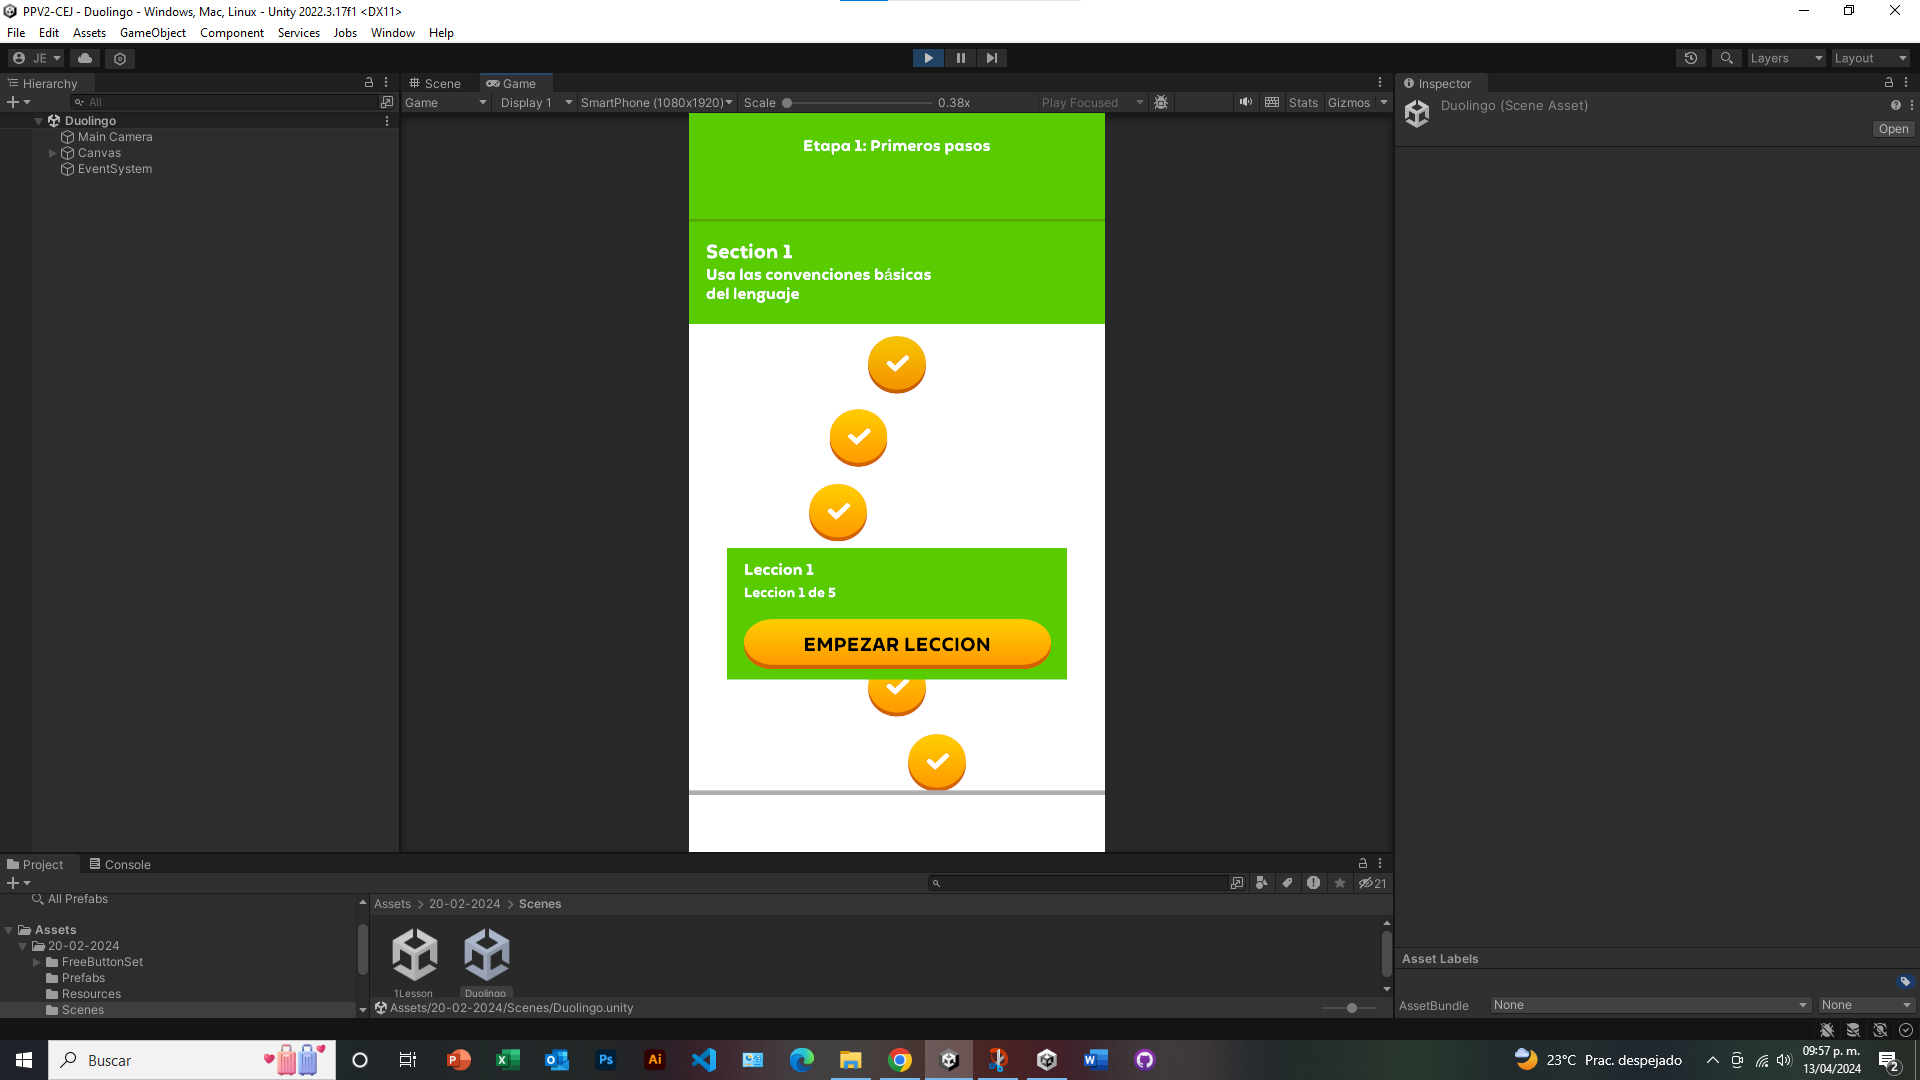 PPV2-CEJ - Duolingo - Windows, Mac, Linux - Unity 2022.3.17f1 <DX11>
File Edit Assets GameObject Component Services Jobs Window Help
JE
Layers Layout
Hierarchy
Scene Game
Inspector
All
Game Display 1 SmartPhone (1080x1920) Scale 0.38x Play Focused Stats Gizmos
Duolingo (Scene Asset)
Open
Duolingo
Main Camera
Canvas
EventSystem
Etapa 1: Primeros pasos
Section 1
Usa las convenciones básicas
del lenguaje
Leccion 1
Leccion 1 de 5
EMPEZAR LECCION
Project Console
21
All Prefabs
Assets
20-02-2024
FreeButtonSet
Prefabs
Resources
Scenes
Assets > 20-02-2024 > Scenes
1Lesson Duolingo
Assets/20-02-2024/Scenes/Duolingo.unity
Asset Labels
AssetBundle None None
Buscar
23°C Prac. despejado
09:57 p. m.
13/04/2024
2